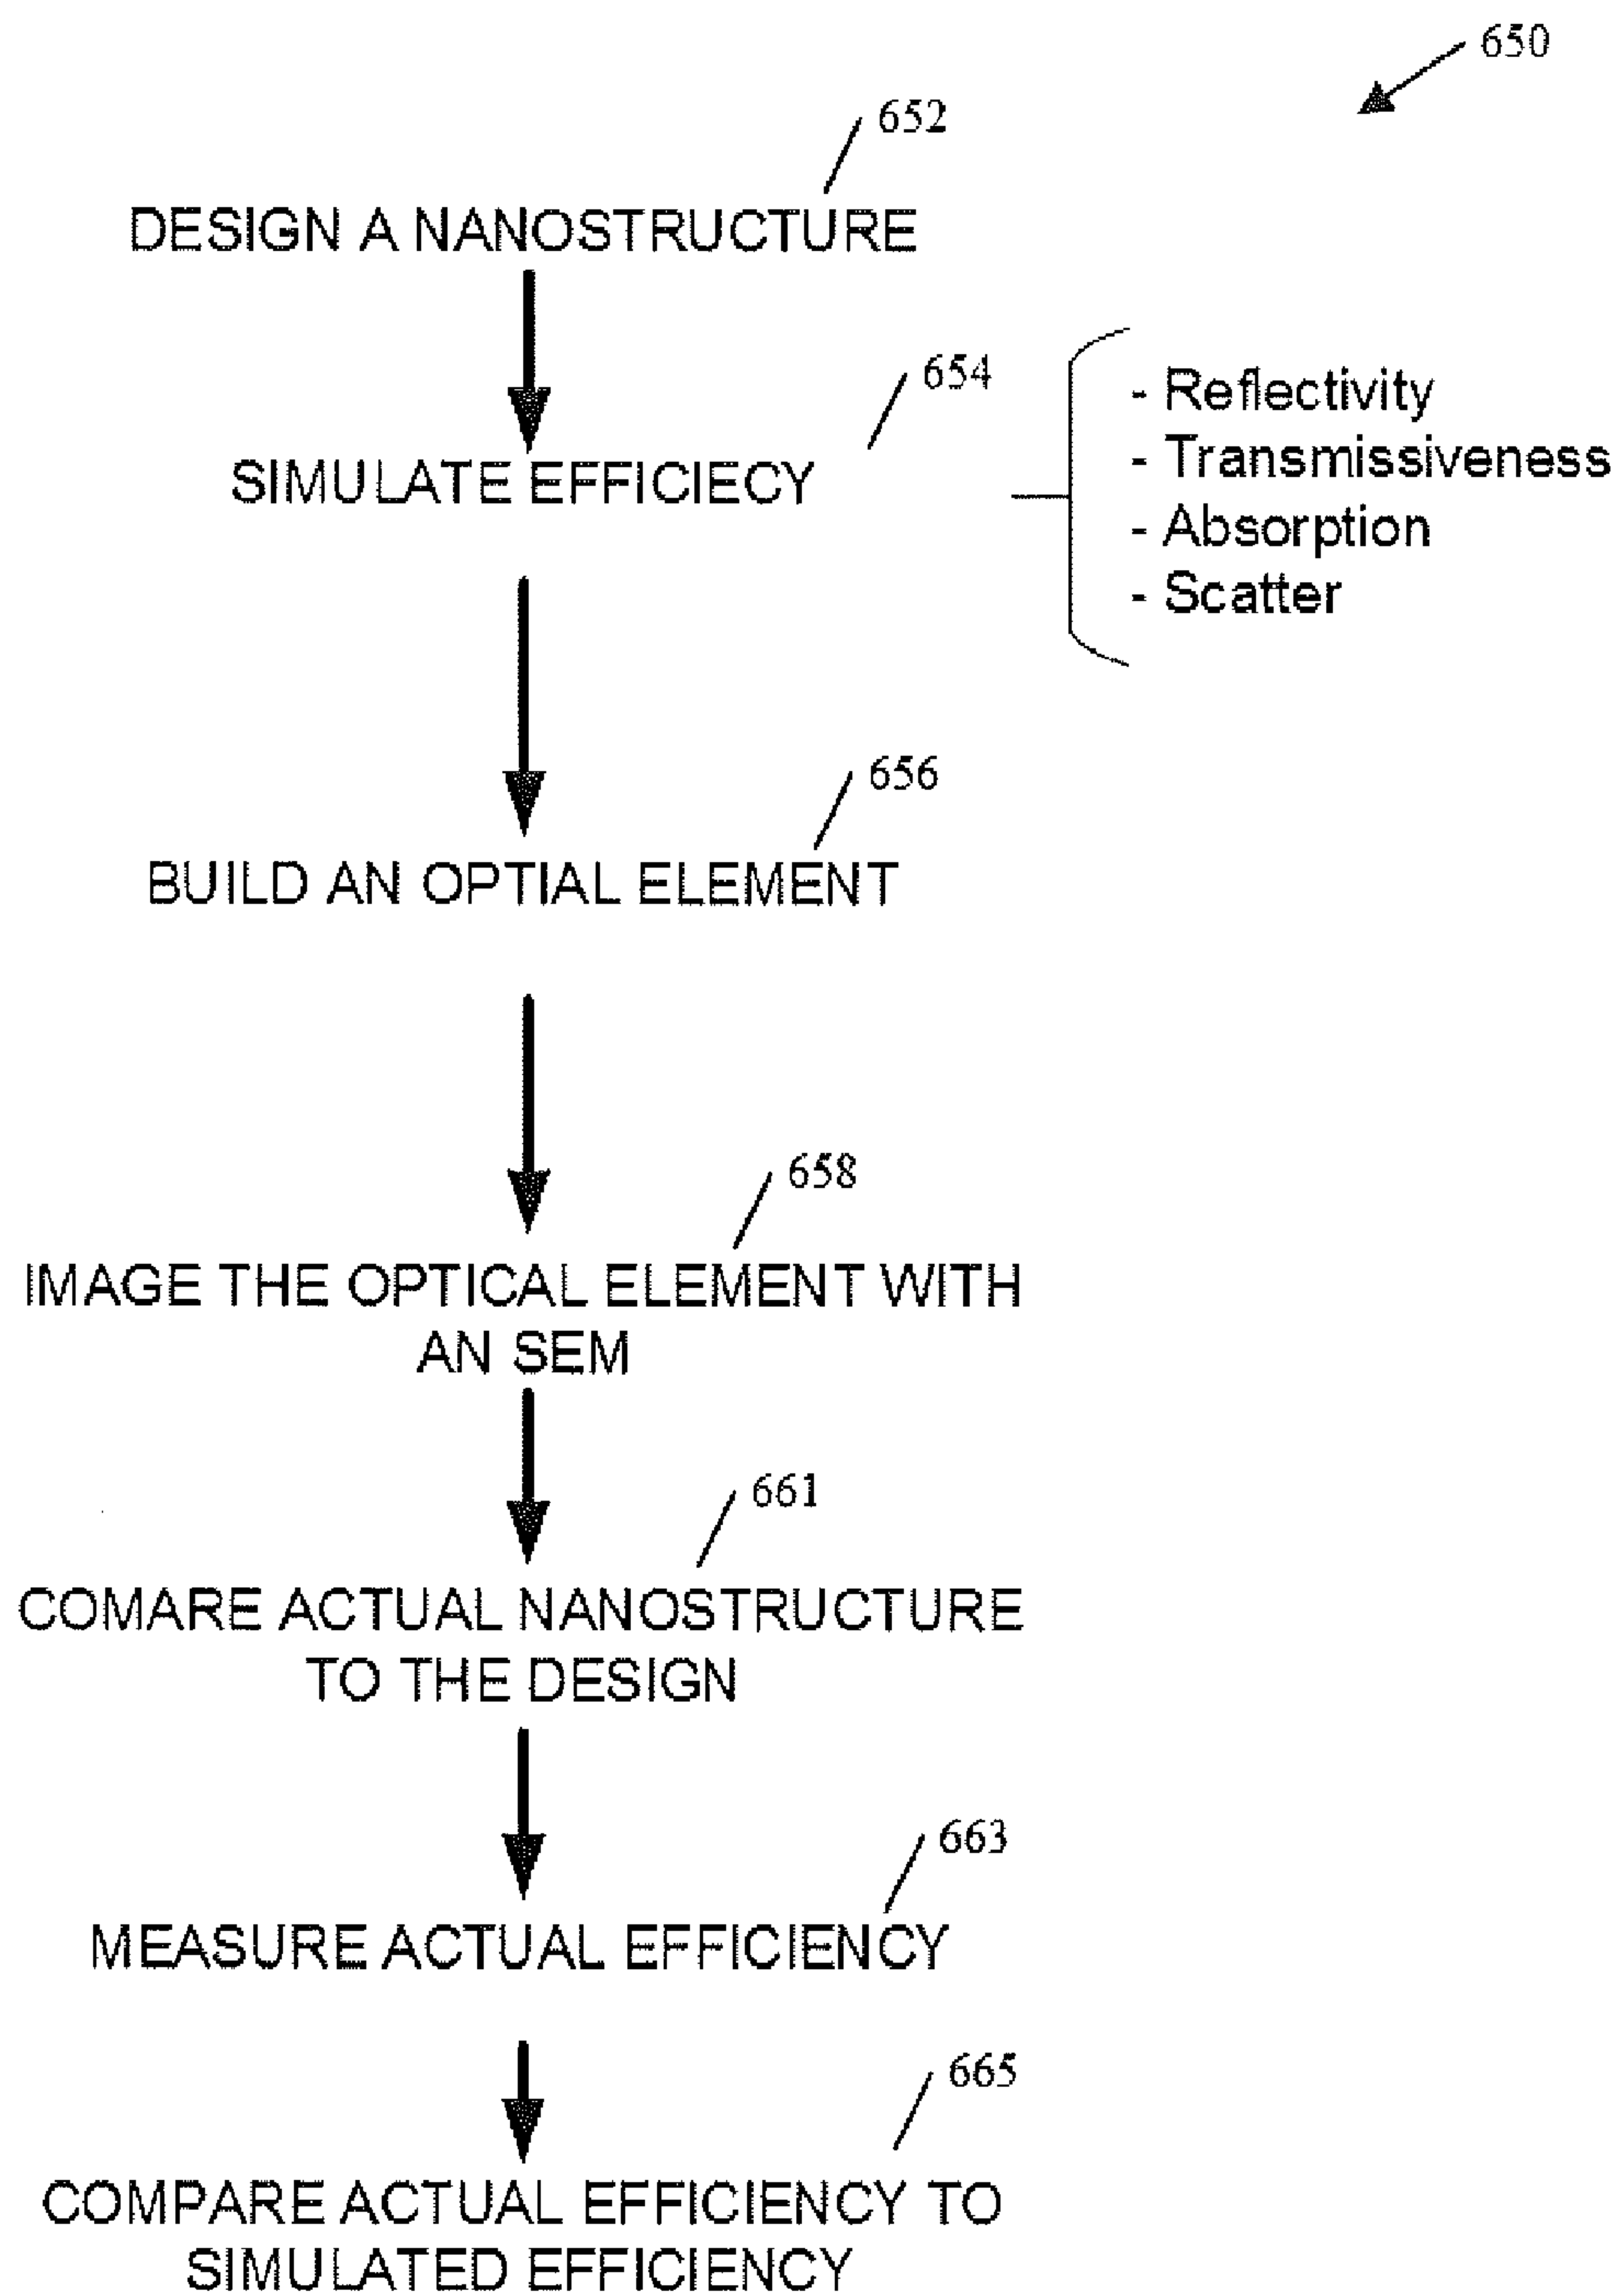 650
652
DESIGN A NANOSTRUCTURE
654
SIMULATE EFFICIECY
- Reflectivity
- Transmissiveness
- Absorption
- Scatter
656
BUILD AN OPTIAL ELEMENT
658
IMAGE THE OPTICAL ELEMENT WITH
AN SEM
661
COMARE ACTUAL NANOSTRUCTURE
TO THE DESIGN
663
MEASURE ACTUAL EFFICIENCY
665
COMPARE ACTUAL EFFICIENCY TO
SIMULATED EFFICIENCY